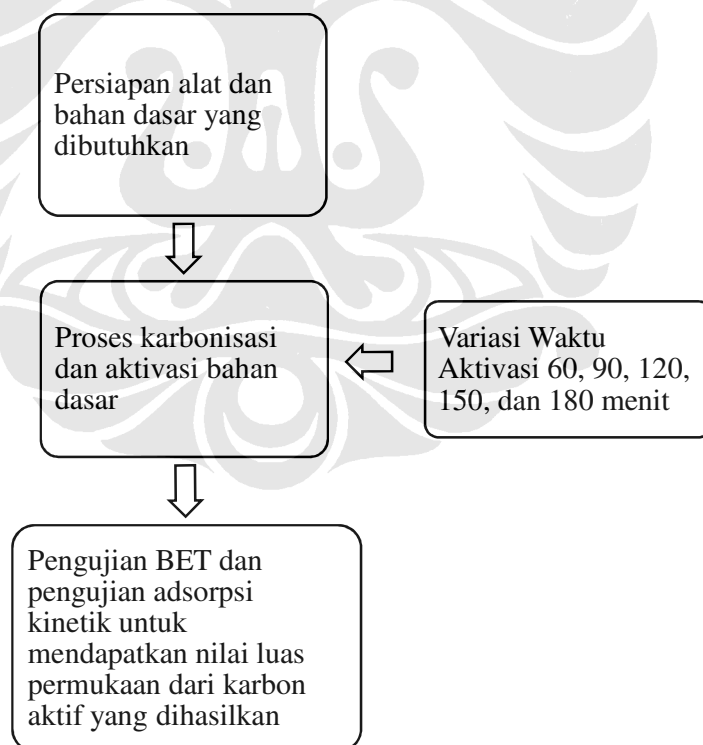 Persiapan alat dan
bahan dasar yang
dibutuhkan
Proses karbonisasi
dan aktivasi bahan
dasar
Variasi Waktu
Aktivasi 60, 90, 120,
150, dan 180 menit
Pengujian BET dan
pengujian adsorpsi
kinetik untuk
mendapatkan nilai luas
permukaan dari karbon
aktif yang dihasilkan